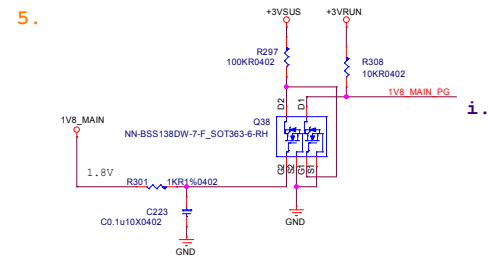 5.
+3VSUS
+3VRUN
R297
100KR0402
R308
10KR0402
1V8_MAIN_PG
i.
D2
D1
Q38
1V8_MAIN
NN-BSS138DW-7-F_SOT363-6-RH
G2
S2
G1
S1
1.8V
R301
1KR1%0402
C223
C0.1u10X0402
GND
GND